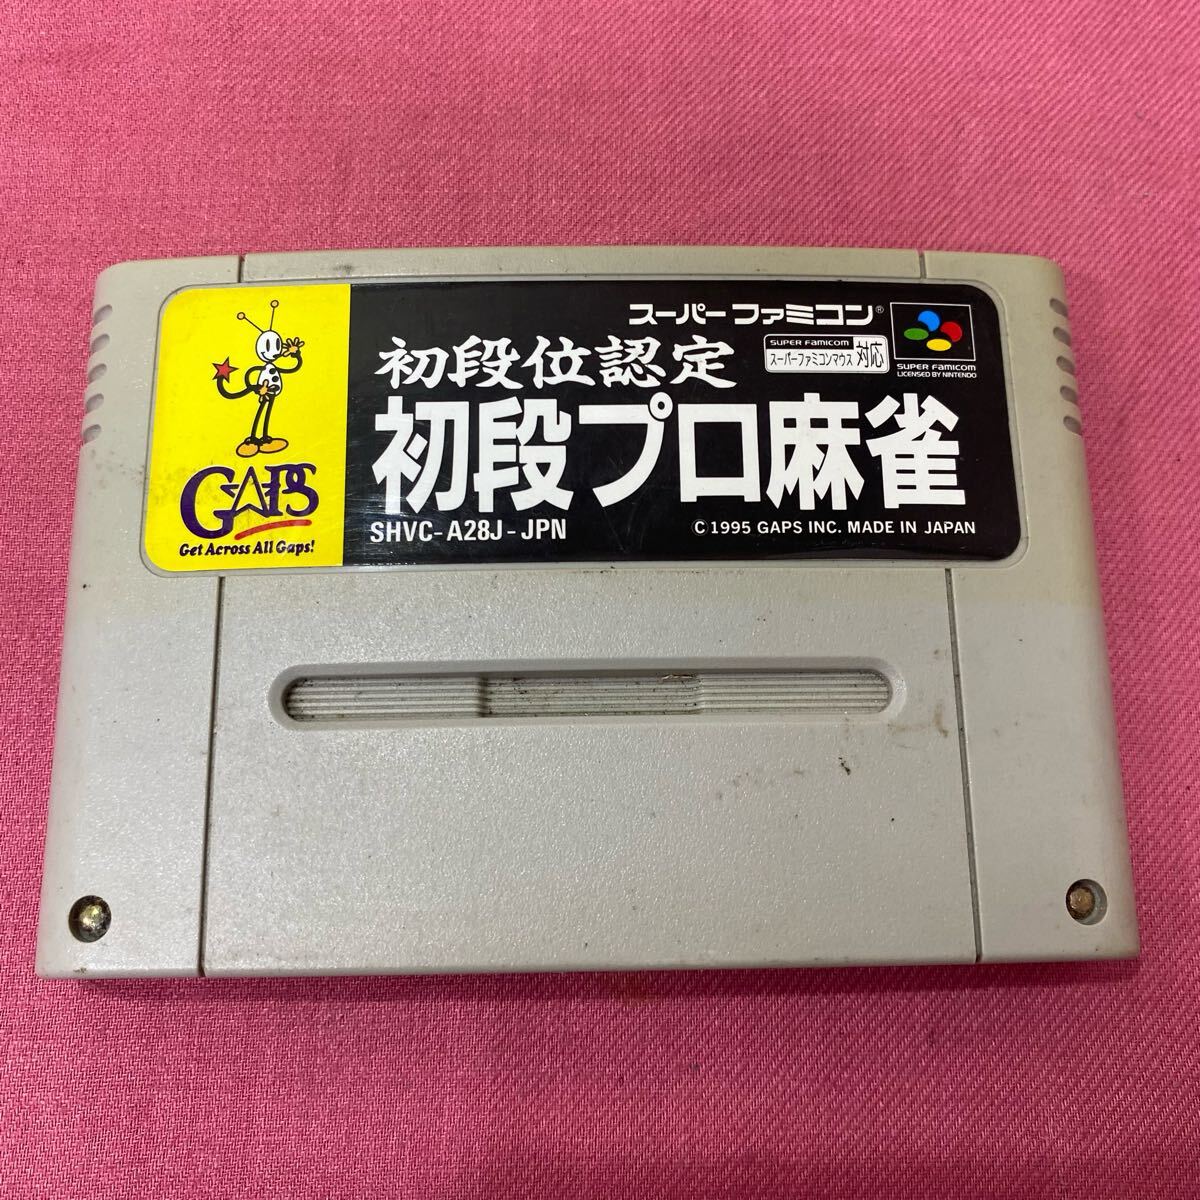 スーパーファミコン®
SUPER FAMICOM
スーパーファミコンマウス 対応
SUPER FAMICOM
LICENSED BY NINTENDO
初段位認定
初段プロ麻雀
SHVC-A28J-JPN
© 1995 GAPS INC. MADE IN JAPAN
GAPS
Get Across All Gaps!